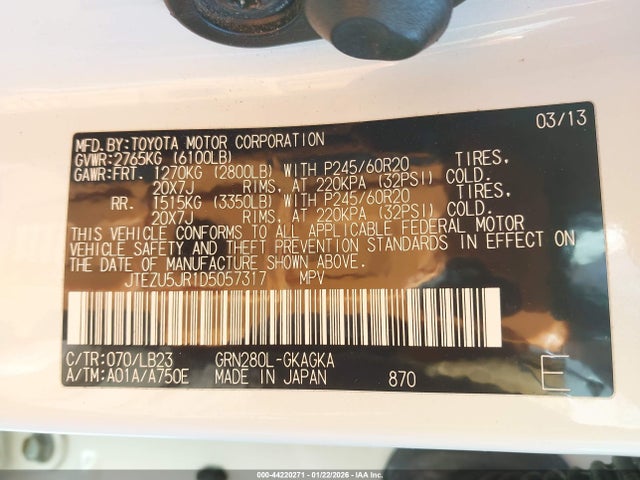 03/13
MFD.BY:TOYOTA MOTOR CORPORATION
GVWR:2765KG (6100LB)
GAWR:FRT. 1270KG (2800LB) WITH P245/60R20 TIRES,
20X7J RIMS, AT 220KPA (32PSI) COLD.
RR. 1515KG (3350LB) WITH P245/60R20 TIRES,
20X7J RIMS, AT 220KPA (32PSI) COLD.
THIS VEHICLE CONFORMS TO ALL APPLICABLE FEDERAL MOTOR
VEHICLE SAFETY AND THEFT PREVENTION STANDARDS IN EFFECT ON
THE DATE OF MANUFACTURE SHOWN ABOVE.
JTEZU5JR1D5057317 MPV
C/TR:070/LB23 GRN280L-GKAGKA
A/TM:A01A/A750E MADE IN JAPAN 870 E
000-44220271 - 01/22/2026 - IAA Inc.